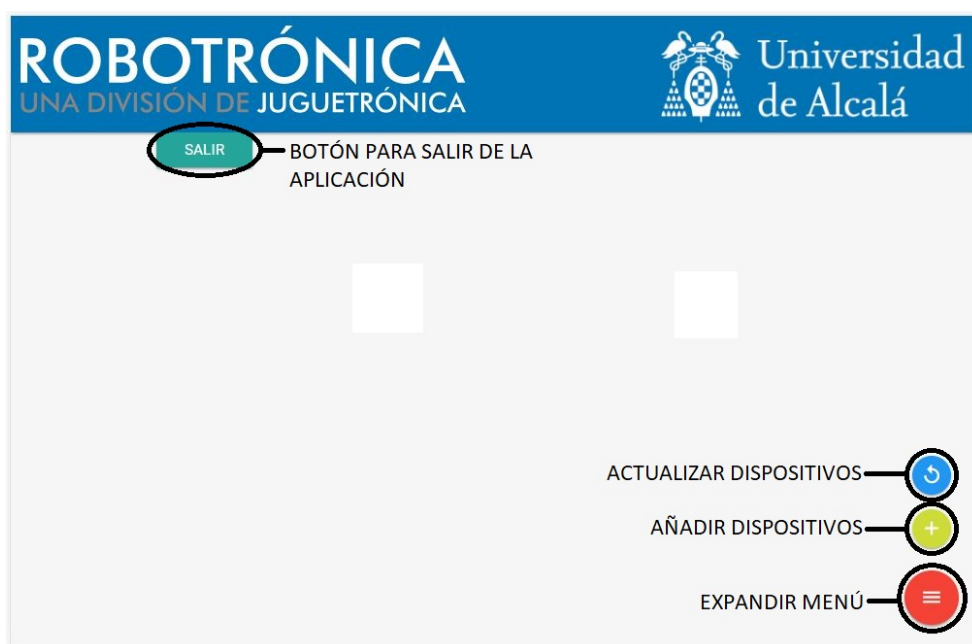 ROBOTRÓNICA
UNA DIVISIÓN DE JUGUETRÓNICA
Universidad
de Alcalá
SALIR
BOTÓN PARA SALIR DE LA
APLICACIÓN
ACTUALIZAR DISPOSITIVOS
AÑADIR DISPOSITIVOS
EXPANDIR MENÚ